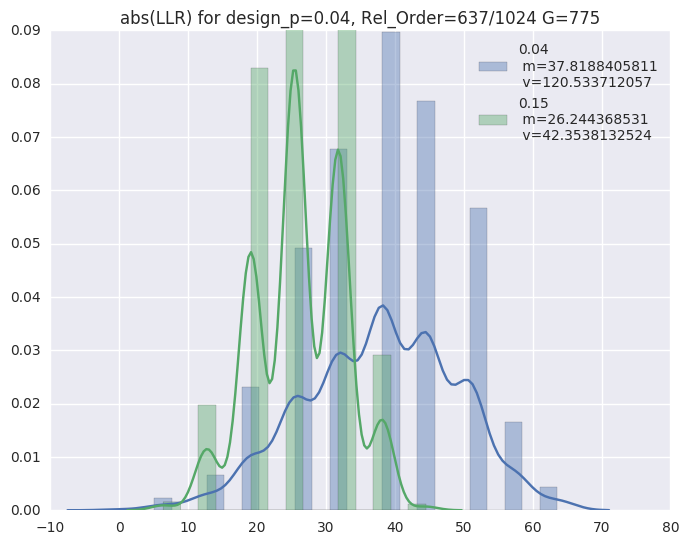 abs(LLR) for design_p=0.04, Rel_Order=637/1024 G=775
0.09
0.08
0.07
0.06
0.05
0.04
0.03
0.02
0.01
0.00
0.04
m=37.8188405811
v=120.533712057
0.15
m=26.244368531
v=42.3538132524
−10 0 10 20 30 40 50 60 70 80